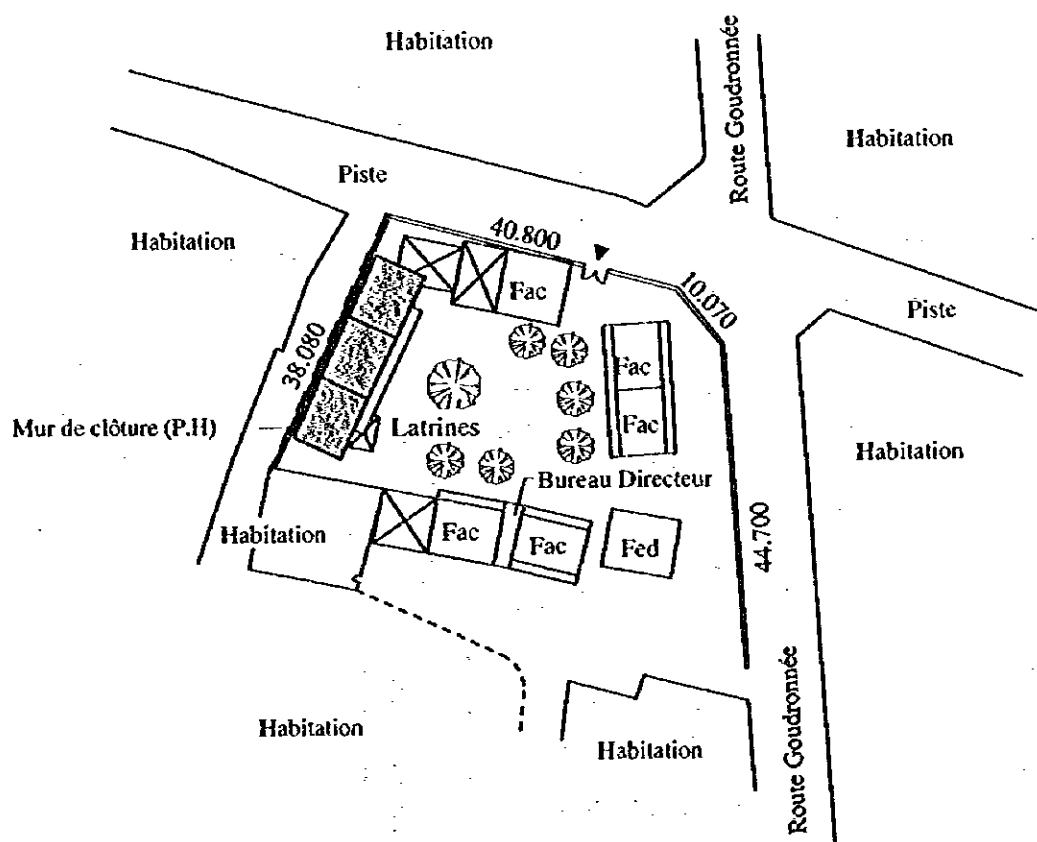 Habitation
Route Goudronnée
Habitation
Piste
Habitation
40.800
Fac
10.070
Piste
38.080
Fac
Mur de clôture (P.H)
Latrines
Fac
Habitation
Bureau Directeur
Habitation
Fac
Fac
Fed
44.700
Habitation
Habitation
Route Goudronnée